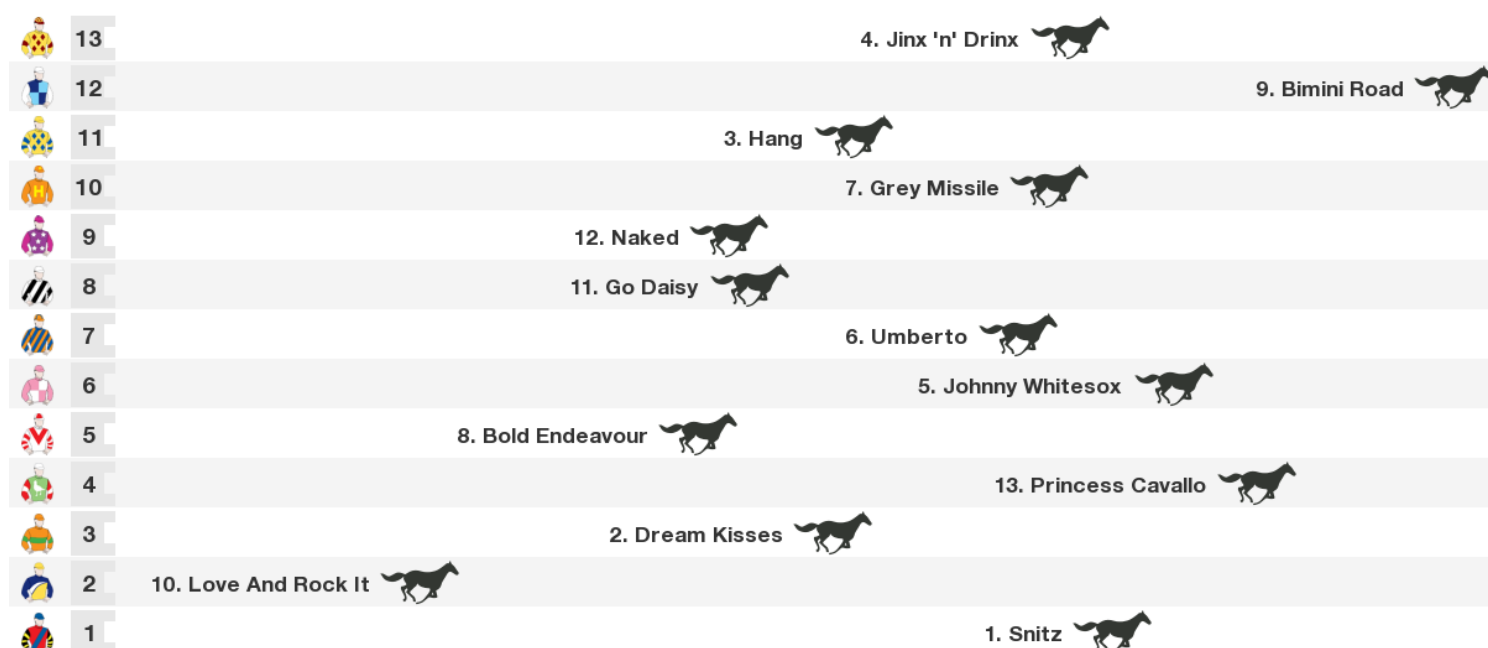 13 4. Jinx 'n' Drinx
12 9. Bimini Road
11 3. Hang
10 H 7. Grey Missile
9 12. Naked
8 11. Go Daisy
7 6. Umberto
6 5. Johnny Whitesox
5 8. Bold Endeavour
4 13. Princess Cavallo
3 2. Dream Kisses
2 10. Love And Rock It
1 1. Snitz